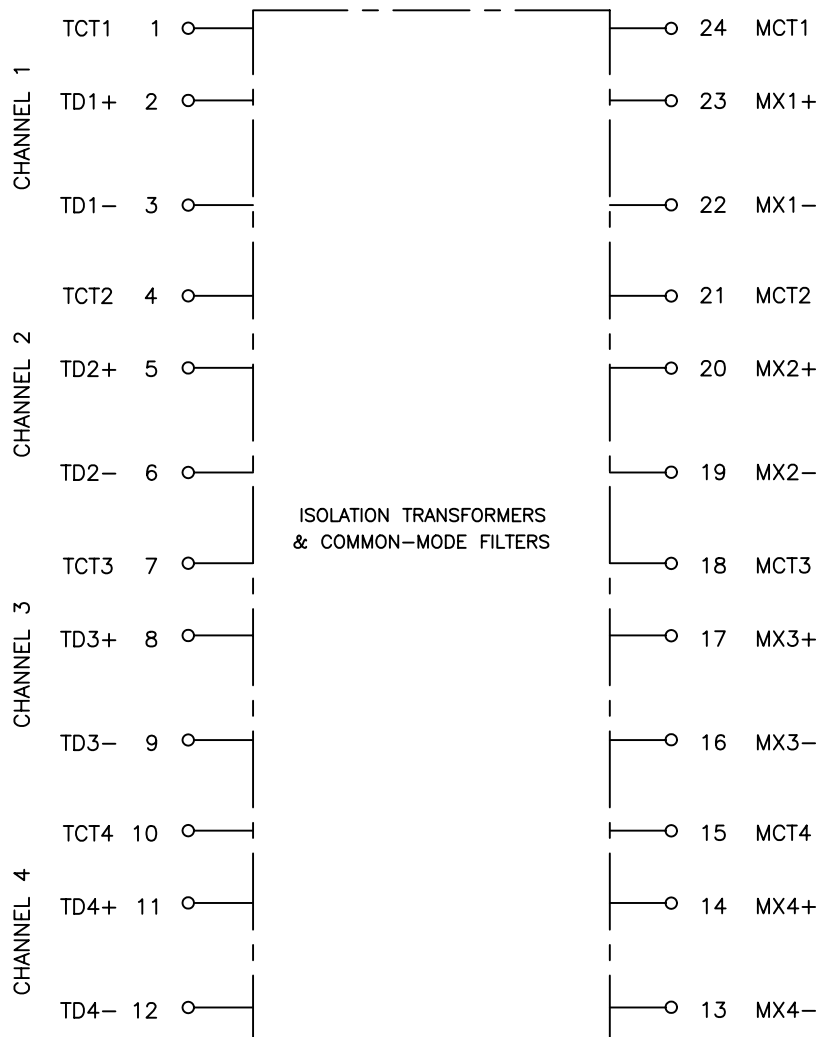 CHANNEL 1
TCT1 1 24 MCT1
TD1+ 2 23 MX1+
TD1− 3 22 MX1−
CHANNEL 2
TCT2 4 21 MCT2
TD2+ 5 20 MX2+
TD2− 6 19 MX2−
ISOLATION TRANSFORMERS
& COMMON−MODE FILTERS
CHANNEL 3
TCT3 7 18 MCT3
TD3+ 8 17 MX3+
TD3− 9 16 MX3−
CHANNEL 4
TCT4 10 15 MCT4
TD4+ 11 14 MX4+
TD4− 12 13 MX4−